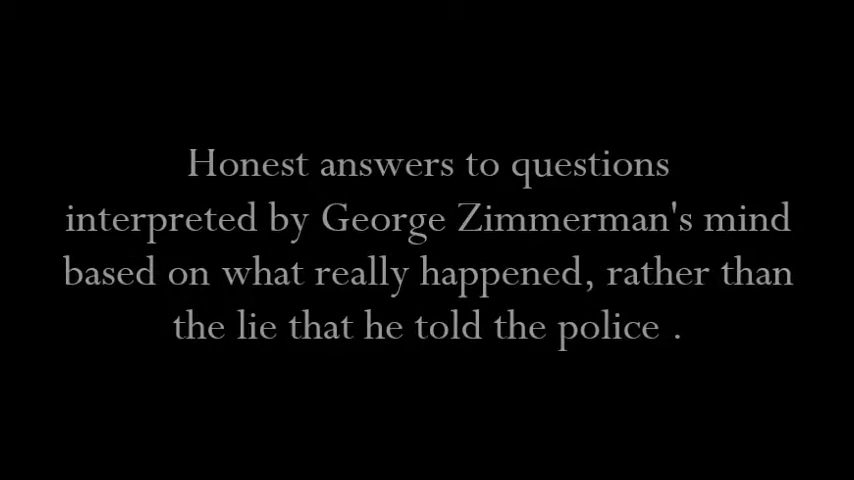 Honest answers to questions
interpreted by George Zimmerman's mind
based on what really happened, rather than
the lie that he told the police .